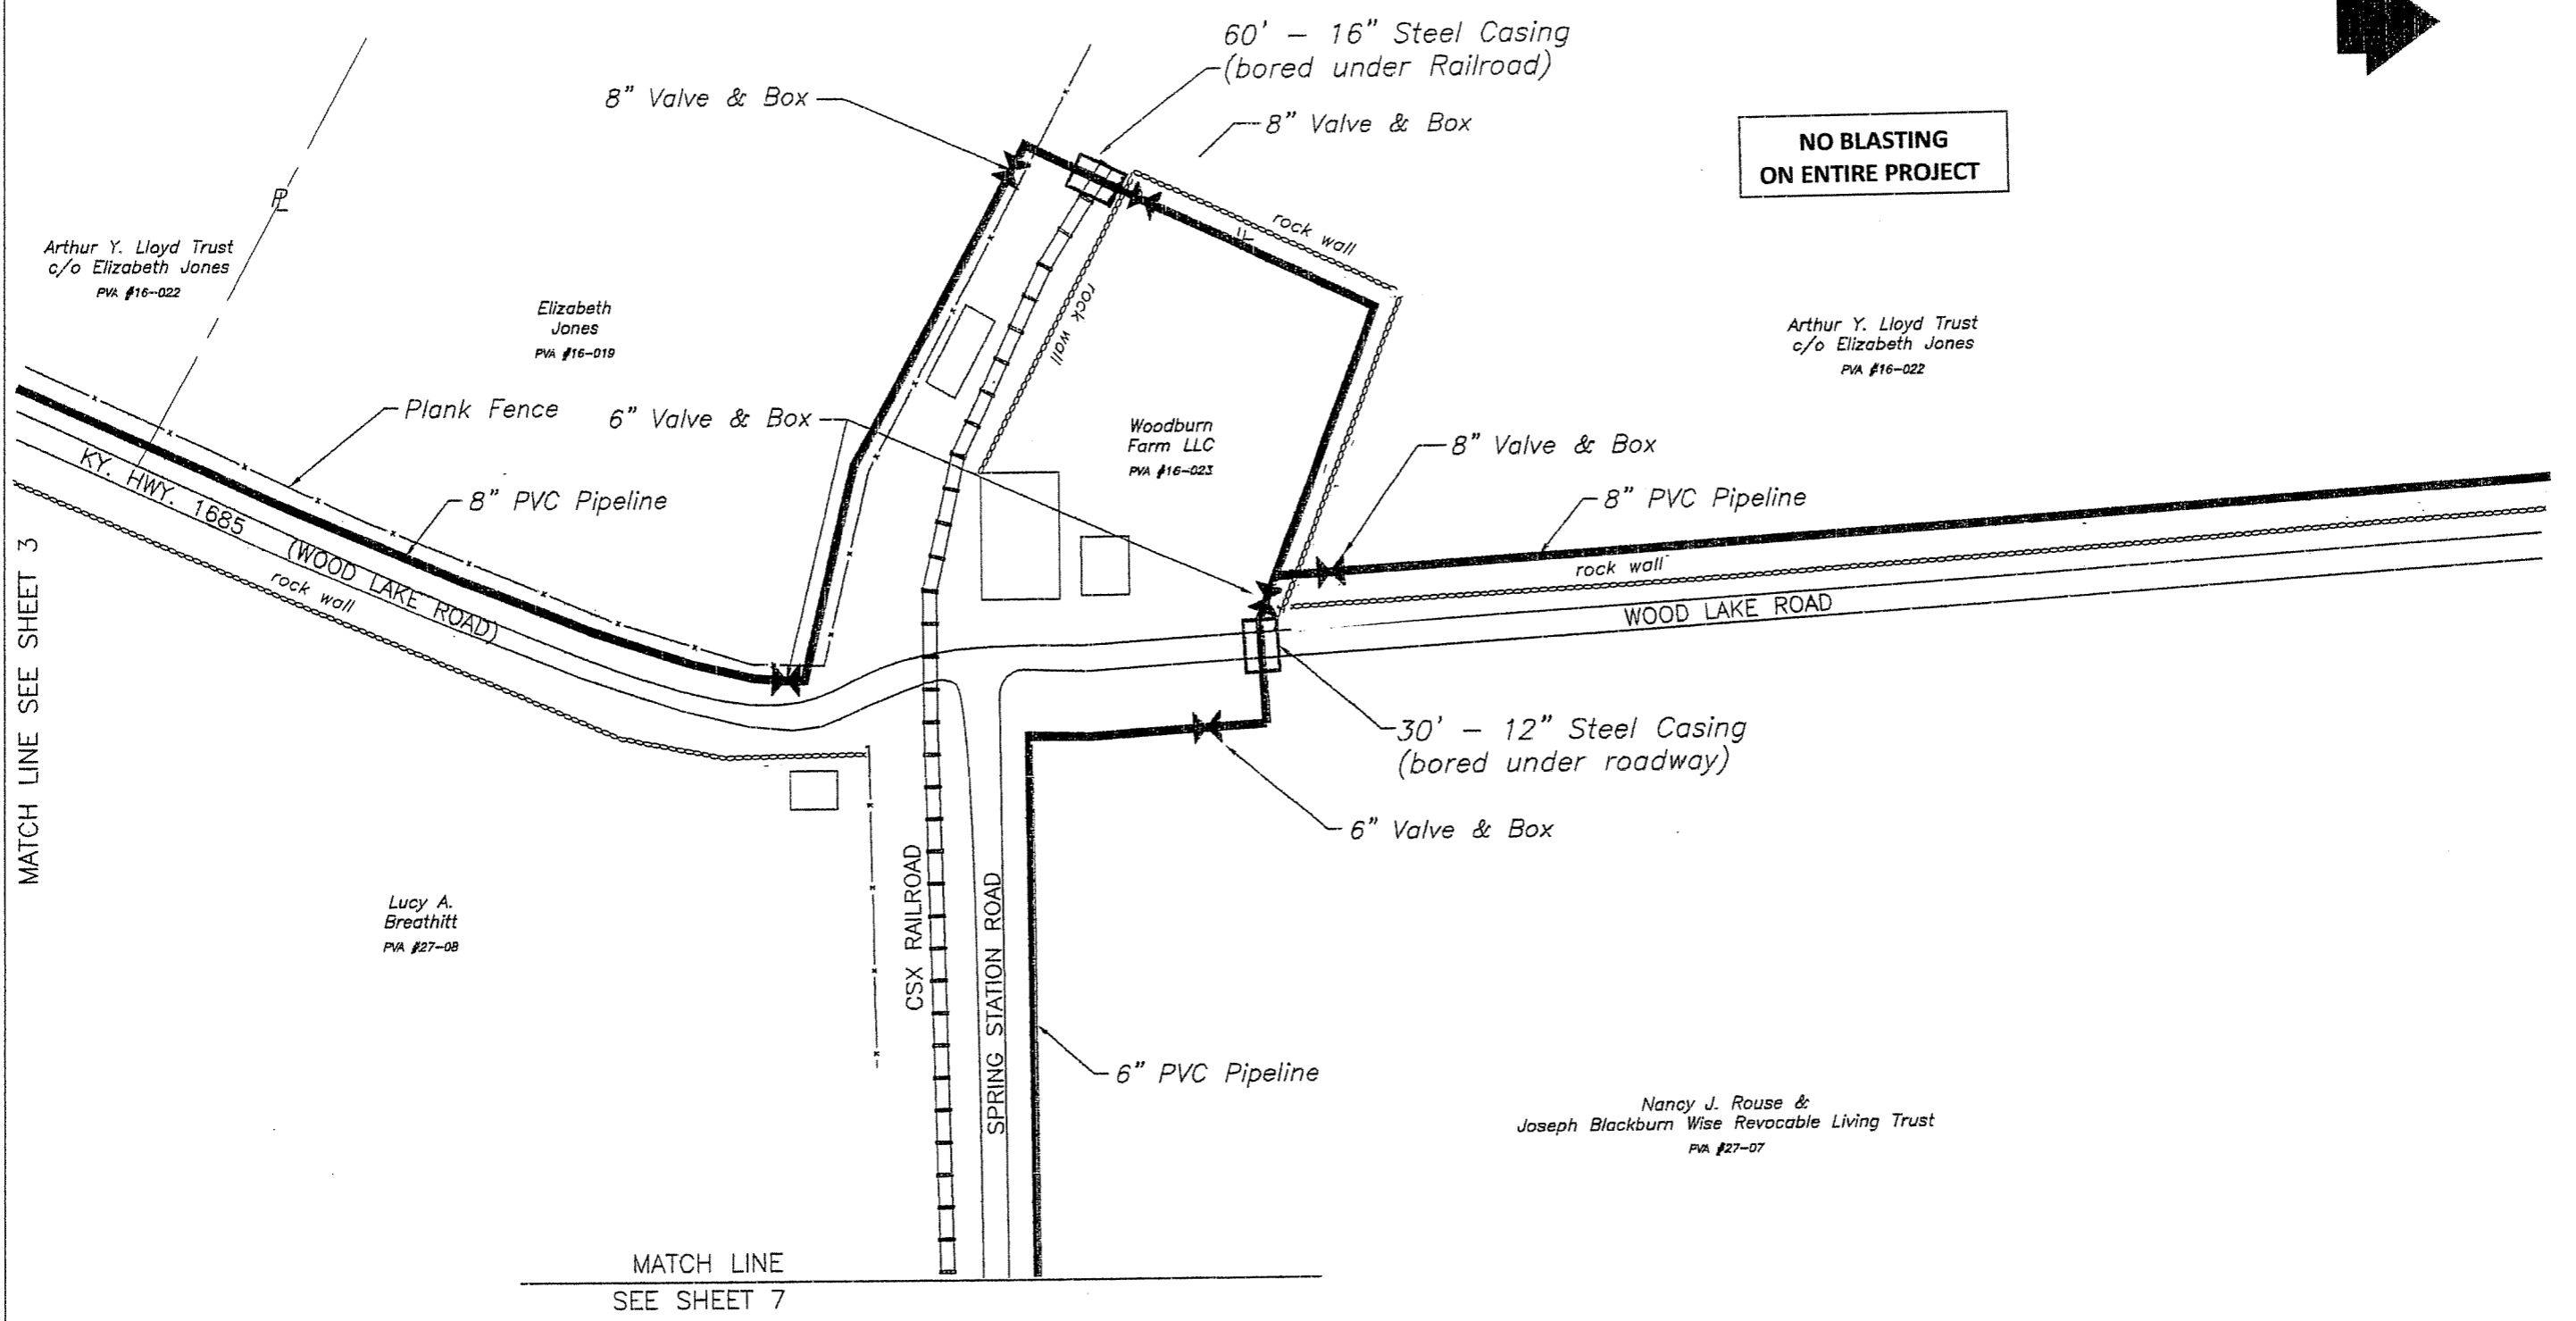 60' – 16" Steel Casing
(bored under Railroad)
8" Valve & Box
8" Valve & Box
NO BLASTING
ON ENTIRE PROJECT
PL
Arthur Y. Lloyd Trust
c/o Elizabeth Jones
PVA #16-022
Elizabeth
Jones
PVA #16-019
rock wall
rock wall
Arthur Y. Lloyd Trust
c/o Elizabeth Jones
PVA #16-022
Plank Fence
6" Valve & Box
Woodburn
Farm LLC
PVA #16-023
8" Valve & Box
8" PVC Pipeline
8" PVC Pipeline
KY. HWY. 1685 (WOOD LAKE ROAD)
rock wall
rock wall
WOOD LAKE ROAD
MATCH LINE SEE SHEET 3
30' – 12" Steel Casing
(bored under roadway)
6" Valve & Box
Lucy A.
Breathitt
PVA #27-08
CSX RAILROAD
SPRING STATION ROAD
6" PVC Pipeline
Nancy J. Rouse &
Joseph Blackburn Wise Revocable Living Trust
PVA #27-07
MATCH LINE
SEE SHEET 7